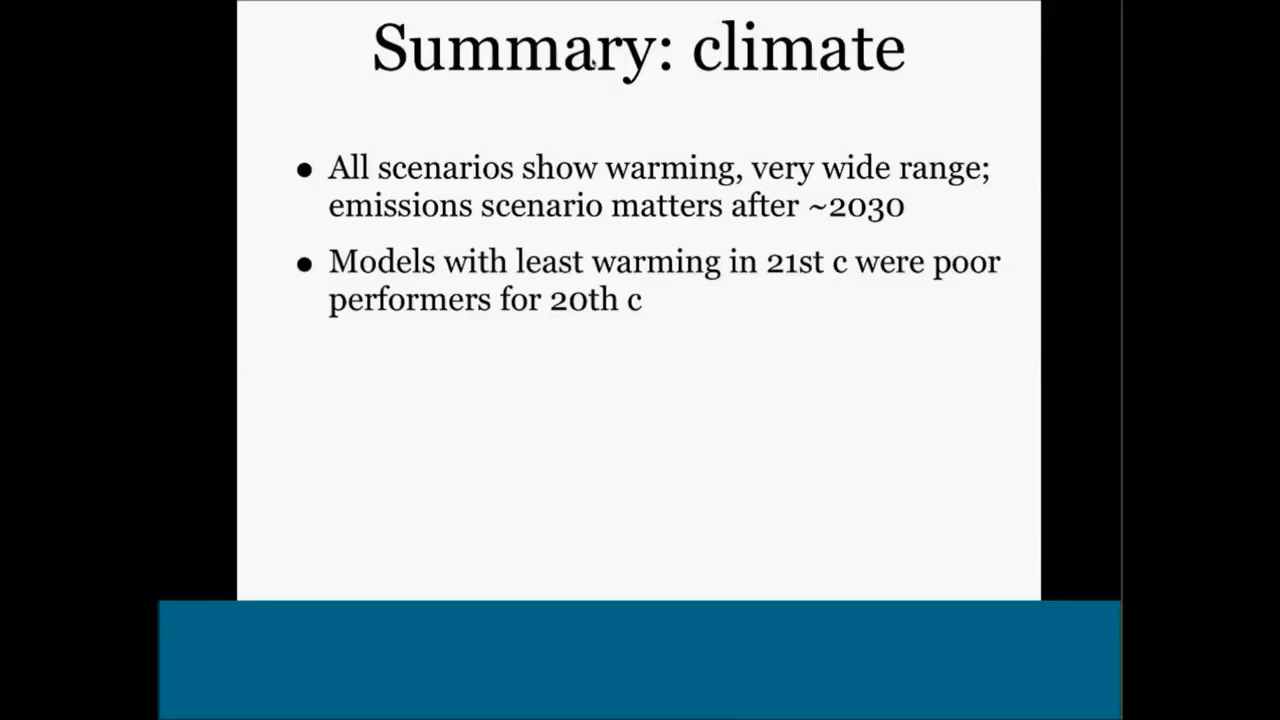 Summary: climate
● All scenarios show warming, very wide range;
emissions scenario matters after ~2030
● Models with least warming in 21st c were poor
performers for 20th c